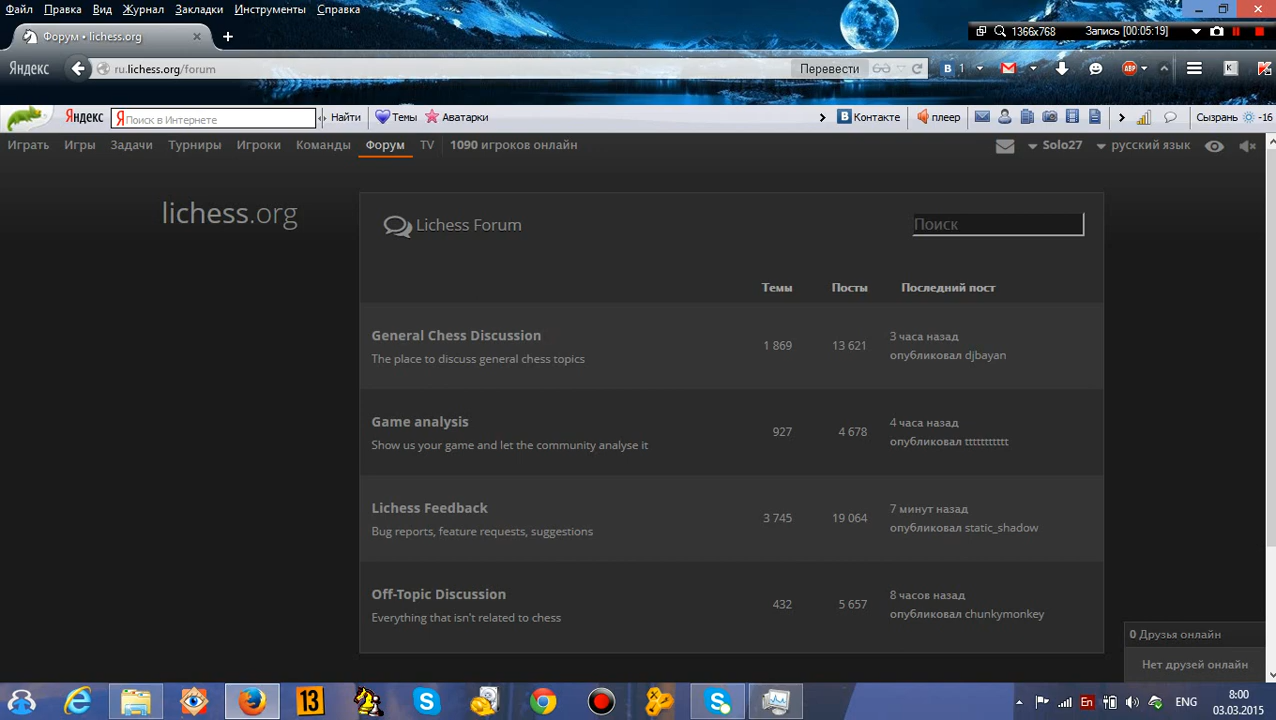 Файл Правка Вид Журнал Закладки Инструменты Справка
1366x768 Запись [00:05:19]
Форум • lichess.org
Яндекс ru.lichess.org/forum Перевести В 1 ABP K
Яндекс Я Поиск в Интернете Найти Темы Аватарки В Контакте плеер Сызрань -16
Играть Игры Задачи Турниры Игроки Команды Форум TV 1090 игроков онлайн Solo27 русский язык
lichess.org
Lichess Forum Поиск
Темы Посты Последний пост
General Chess Discussion
The place to discuss general chess topics
1 869 13 621
3 часа назад
опубликовал djbayan
Game analysis
Show us your game and let the community analyse it
927 4 678
4 часа назад
опубликовал ttttttttttt
Lichess Feedback
Bug reports, feature requests, suggestions
3 745 19 064
7 минут назад
опубликовал static_shadow
Off-Topic Discussion
Everything that isn't related to chess
432 5 657
8 часов назад
опубликовал chunkymonkey
0 Друзья онлайн
Нет друзей онлайн
13 En ENG 8:00
03.03.2015